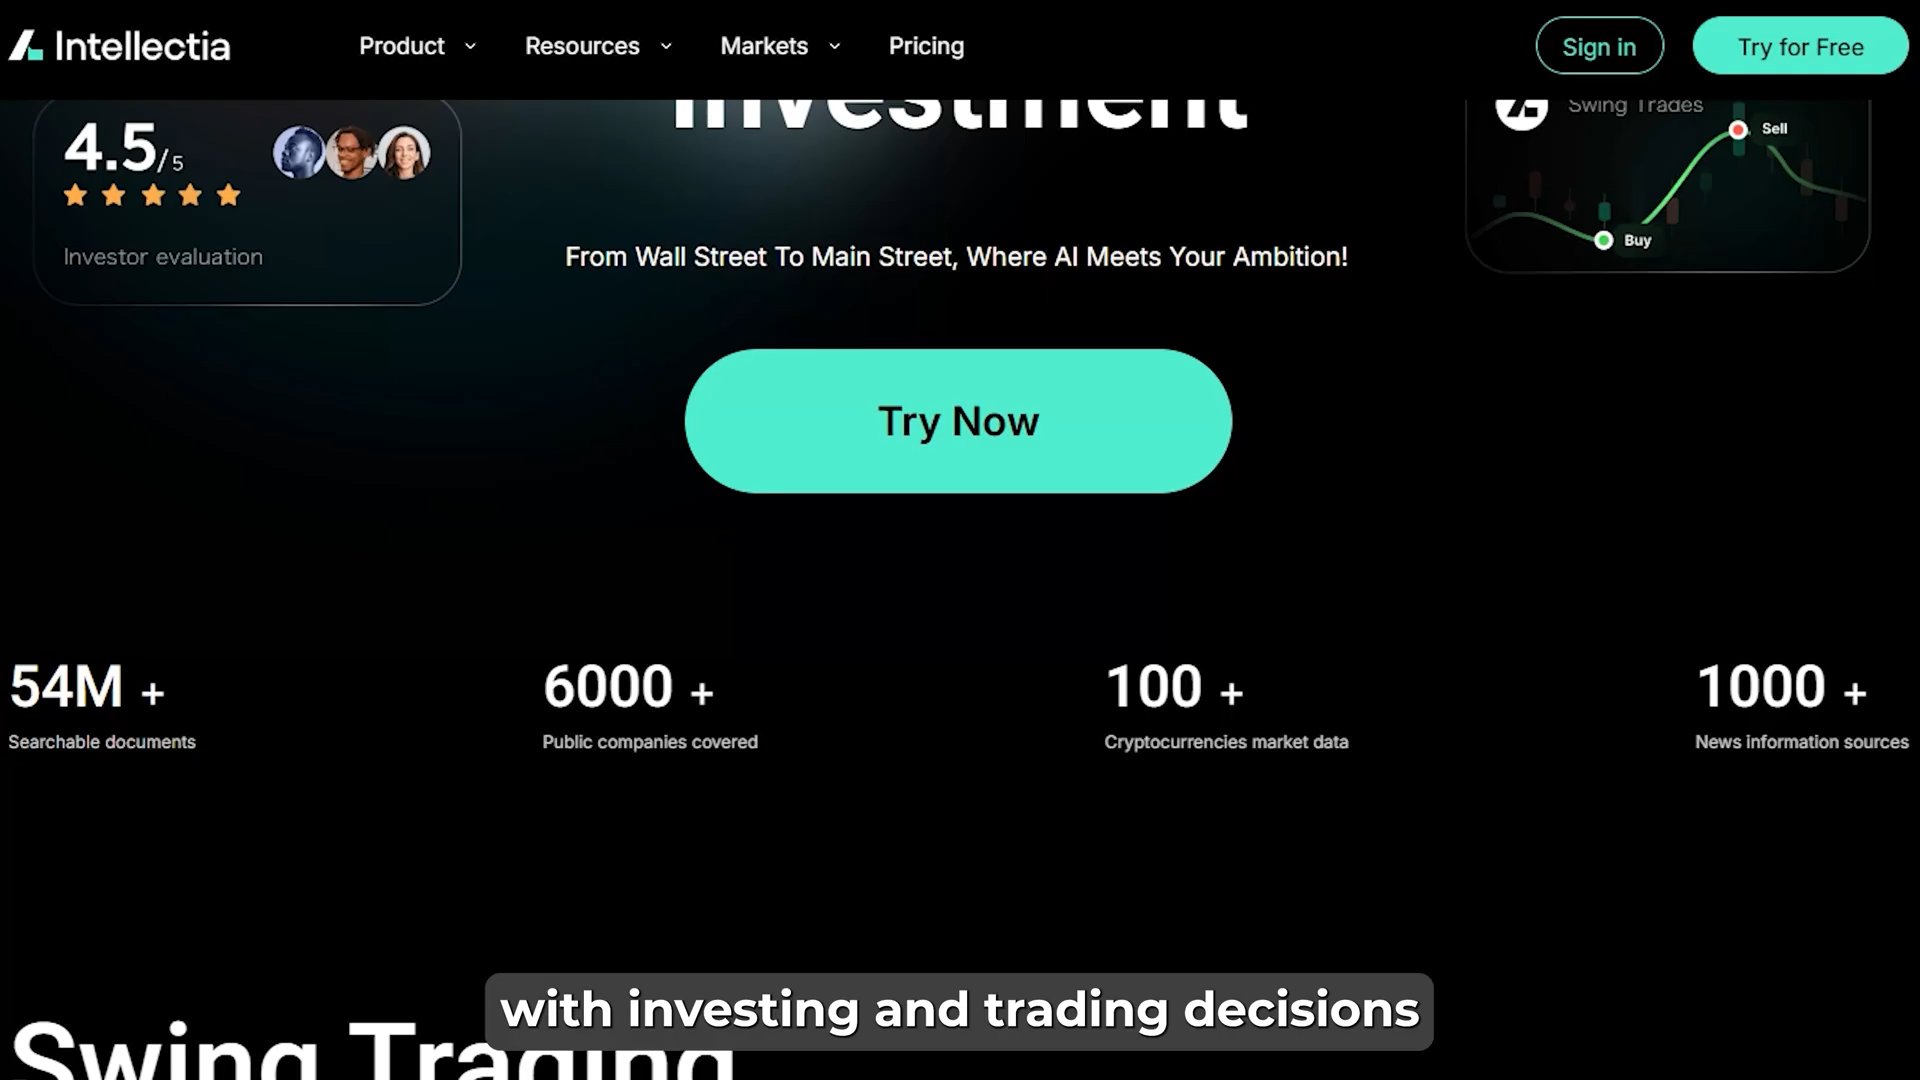 Intellectia
Product
Resources
Markets
Pricing
Sign in
Try for Free
Investment
4.5/5
Investor evaluation
Swing Trades
Sell
Buy
From Wall Street To Main Street, Where AI Meets Your Ambition!
Try Now
54M +
Searchable documents
6000 +
Public companies covered
100 +
Cryptocurrencies market data
1000 +
News information sources
with investing and trading decisions
Swing Trading